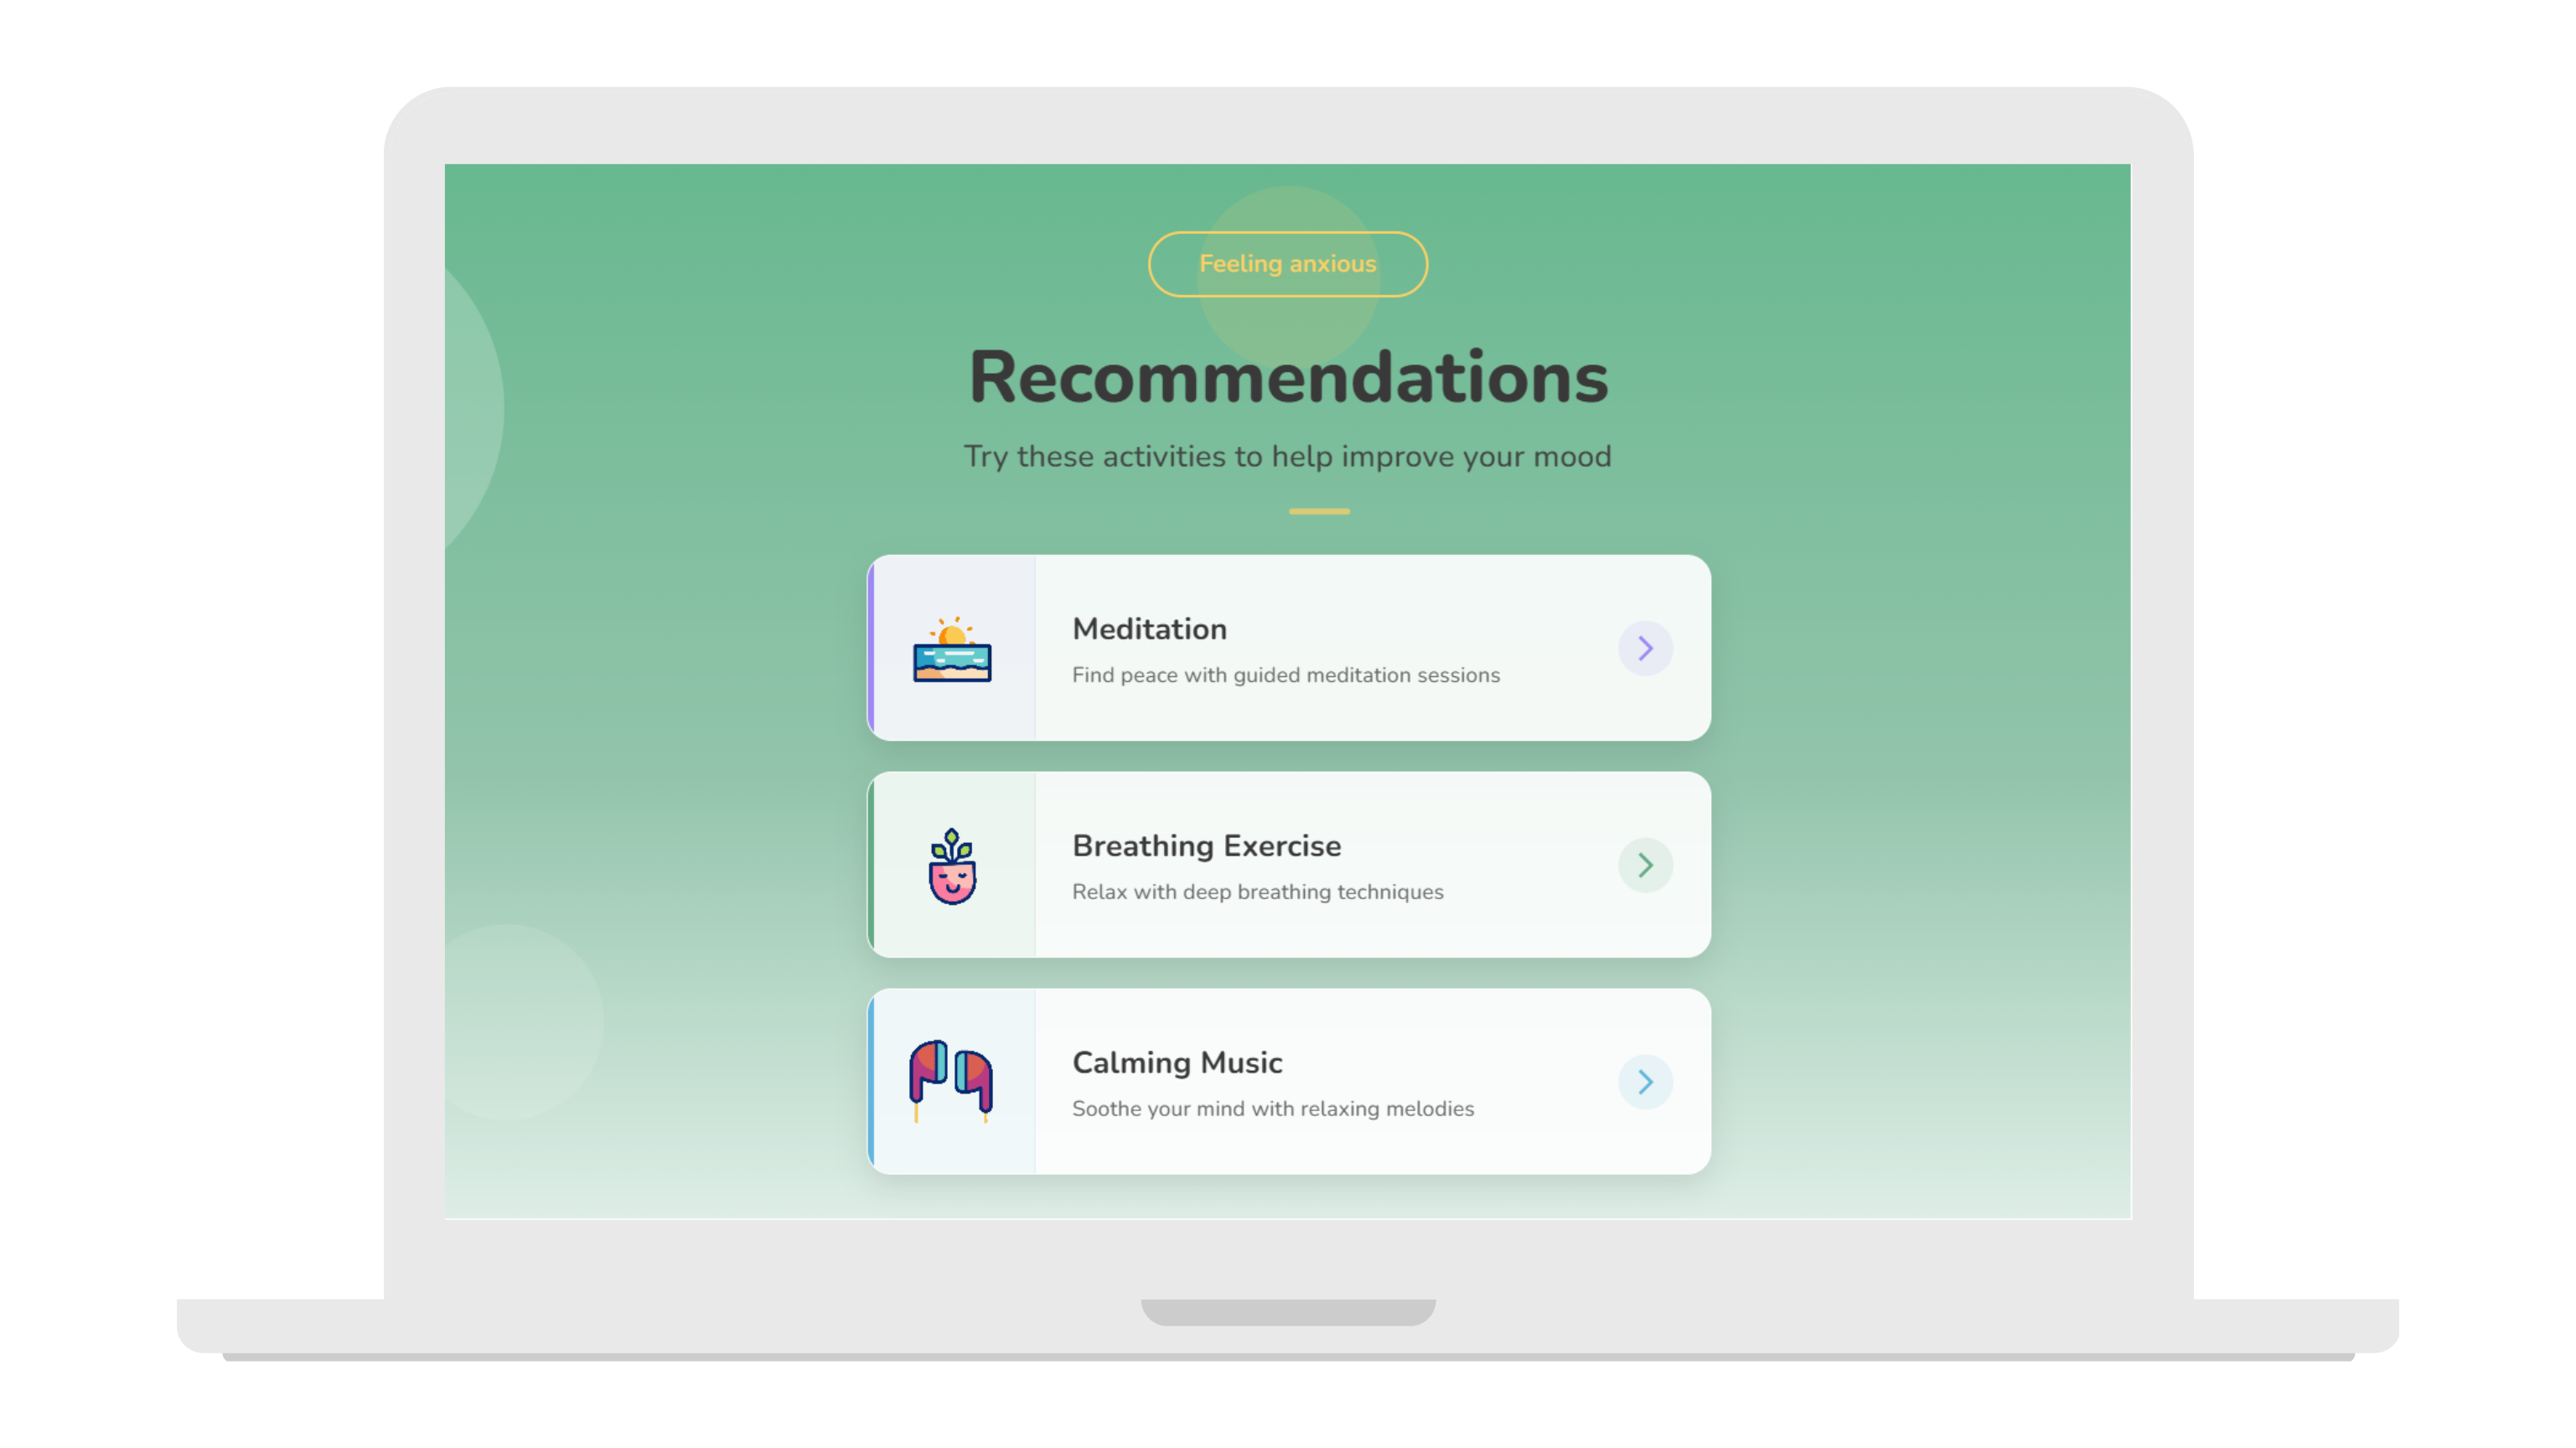 Feeling anxious
Recommendations
Try these activities to help improve your mood
Meditation
Find peace with guided meditation sessions
Breathing Exercise
Relax with deep breathing techniques
Calming Music
Soothe your mind with relaxing melodies